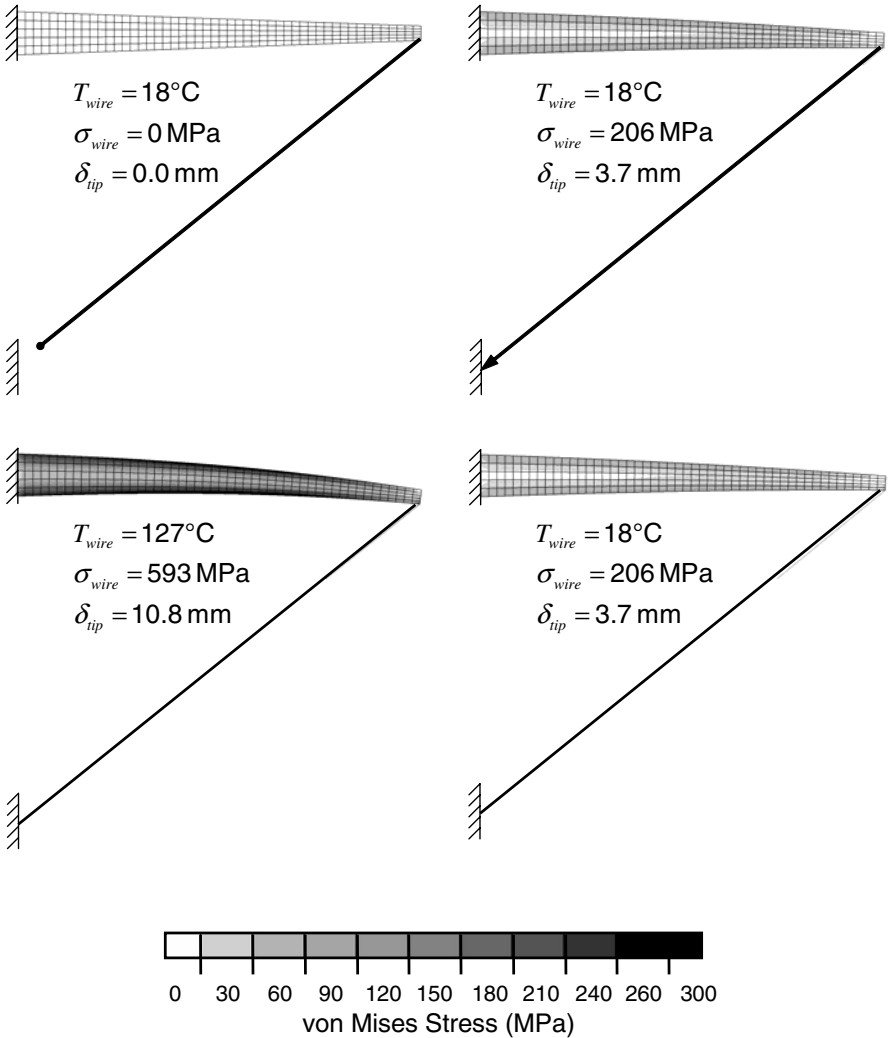 T_wire = 18°C
σ_wire = 0 MPa
δ_tip = 0.0 mm
T_wire = 18°C
σ_wire = 206 MPa
δ_tip = 3.7 mm
T_wire = 127°C
σ_wire = 593 MPa
δ_tip = 10.8 mm
T_wire = 18°C
σ_wire = 206 MPa
δ_tip = 3.7 mm
0 30 60 90 120 150 180 210 240 260 300
von Mises Stress (MPa)